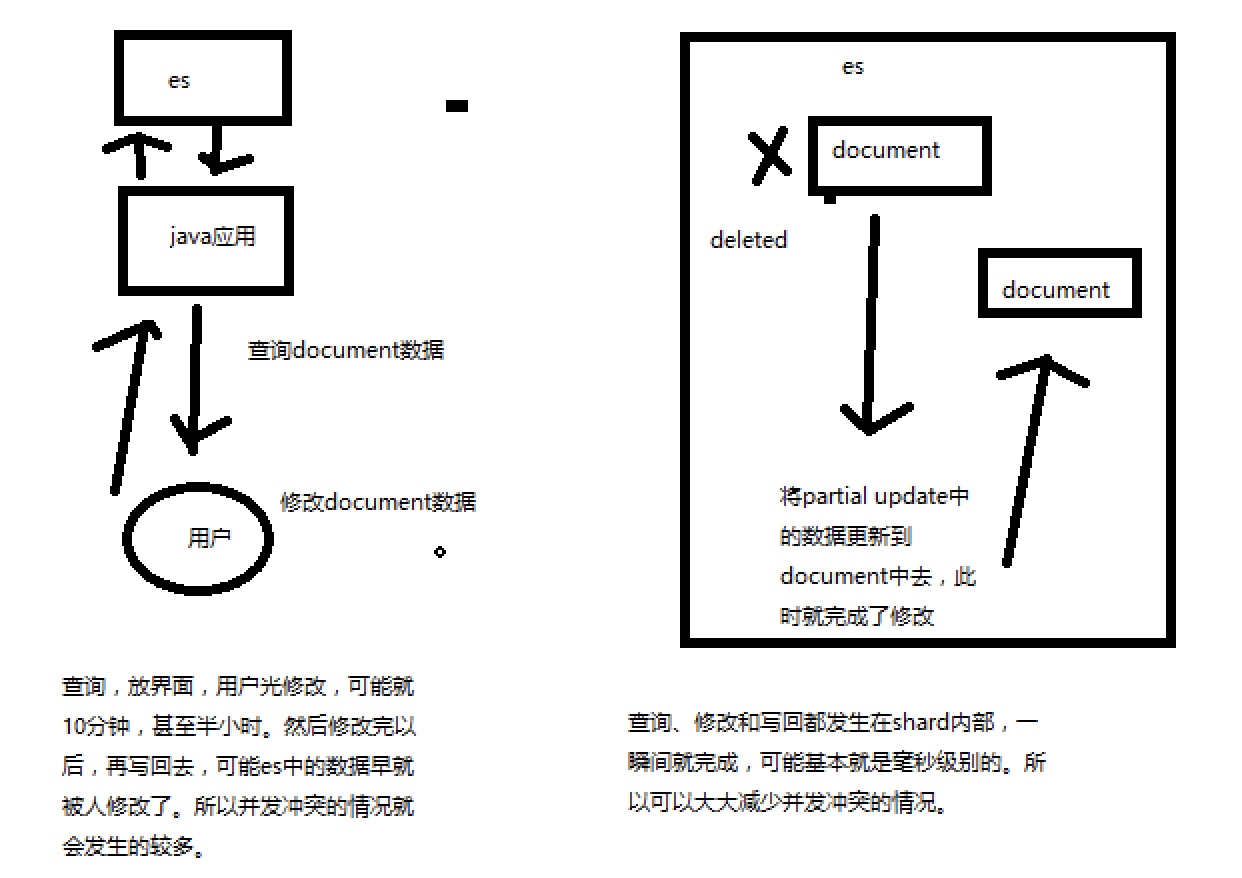 es
java应用
查询document数据
修改document数据
用户
查询，放界面，用户光修改，可能就
10分钟，甚至半小时。然后修改完以
后，再写回去，可能es中的数据早就
被人修改了。所以并发冲突的情况就
会发生的较多。
es
document
deleted
document
将partial update中
的数据更新到
document中去，此
时就完成了修改
查询、修改和写回都发生在shard内部，一
瞬间就完成，可能基本就是毫秒级别的。所
以可以大大减少并发冲突的情况。